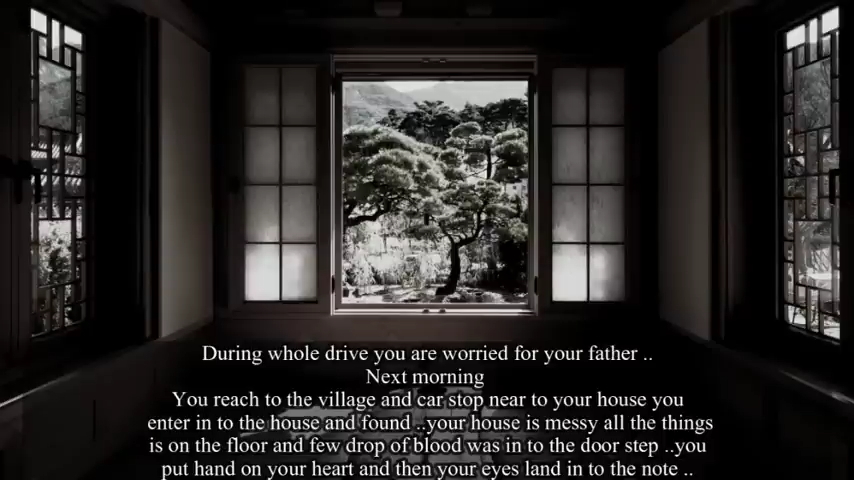 During whole drive you are worried for your father ..
Next morning
You reach to the village and car stop near to your house you
enter in to the house and found ..your house is messy all the things
is on the floor and few drop of blood was in to the door step ..you
put hand on your heart and then your eyes land in to the note ..